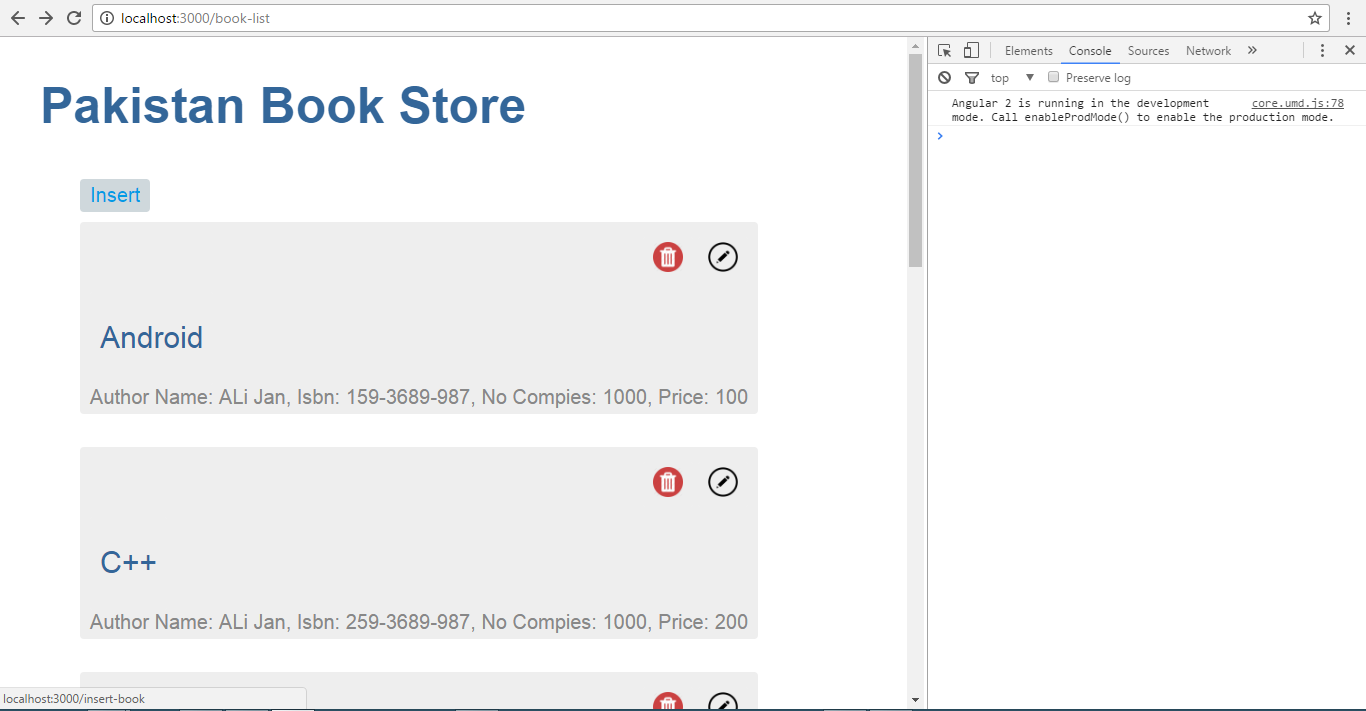 localhost:3000/book-list
Elements Console Sources Network »
top Preserve log
Angular 2 is running in the development core.umd.js:78
mode. Call enableProdMode() to enable the production mode.
Pakistan Book Store
Insert
Android
Author Name: ALi Jan, Isbn: 159-3689-987, No Compies: 1000, Price: 100
C++
Author Name: ALi Jan, Isbn: 259-3689-987, No Compies: 1000, Price: 200
localhost:3000/insert-book